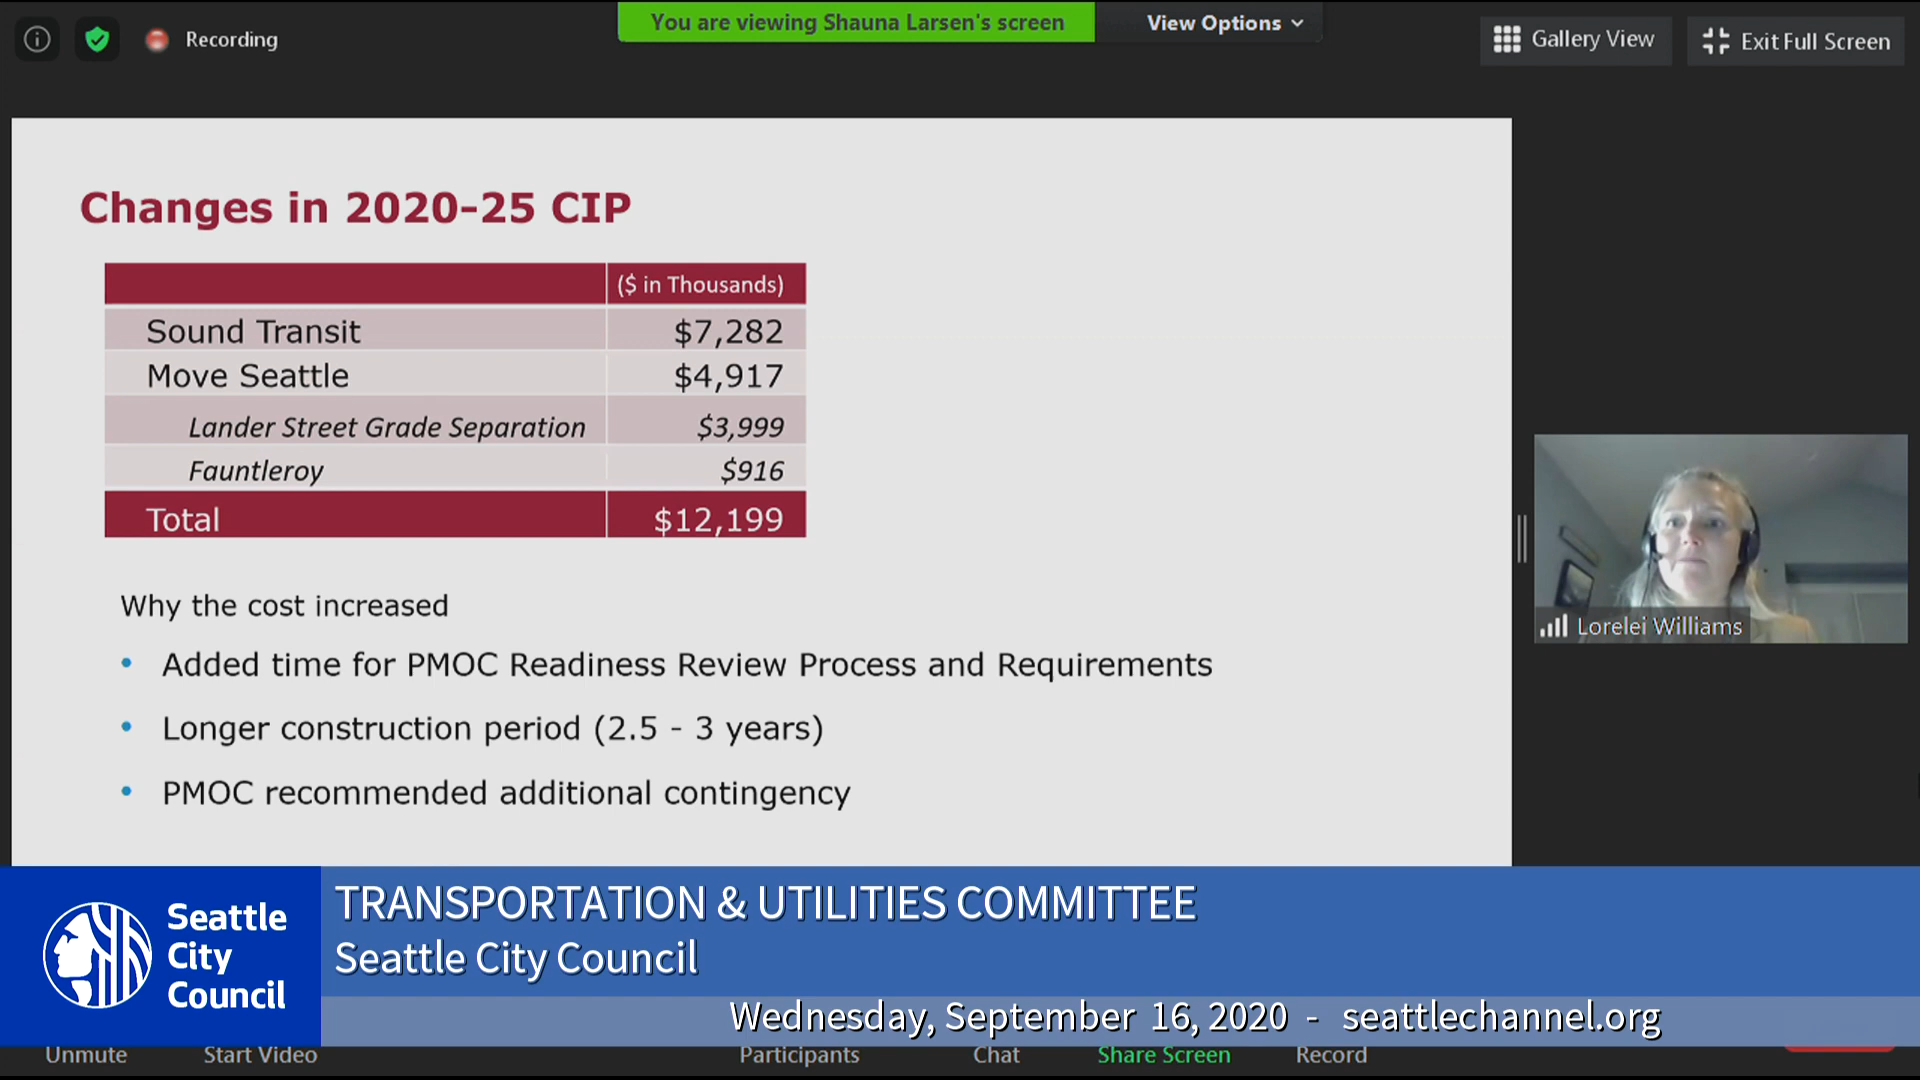 Recording
You are viewing Shauna Larsen's screen
View Options
Gallery View
Exit Full Screen
Changes in 2020-25 CIP
($ in Thousands)
Sound Transit $7,282
Move Seattle $4,917
Lander Street Grade Separation $3,999
Fauntleroy $916
Total $12,199
Why the cost increased
• Added time for PMOC Readiness Review Process and Requirements
• Longer construction period (2.5 - 3 years)
• PMOC recommended additional contingency
Lorelei Williams
Seattle
City
Council
TRANSPORTATION & UTILITIES COMMITTEE
Seattle City Council
Wednesday, September 16, 2020 - seattlechannel.org
Unmute
Start Video
Participants
Chat
Share Screen
Record